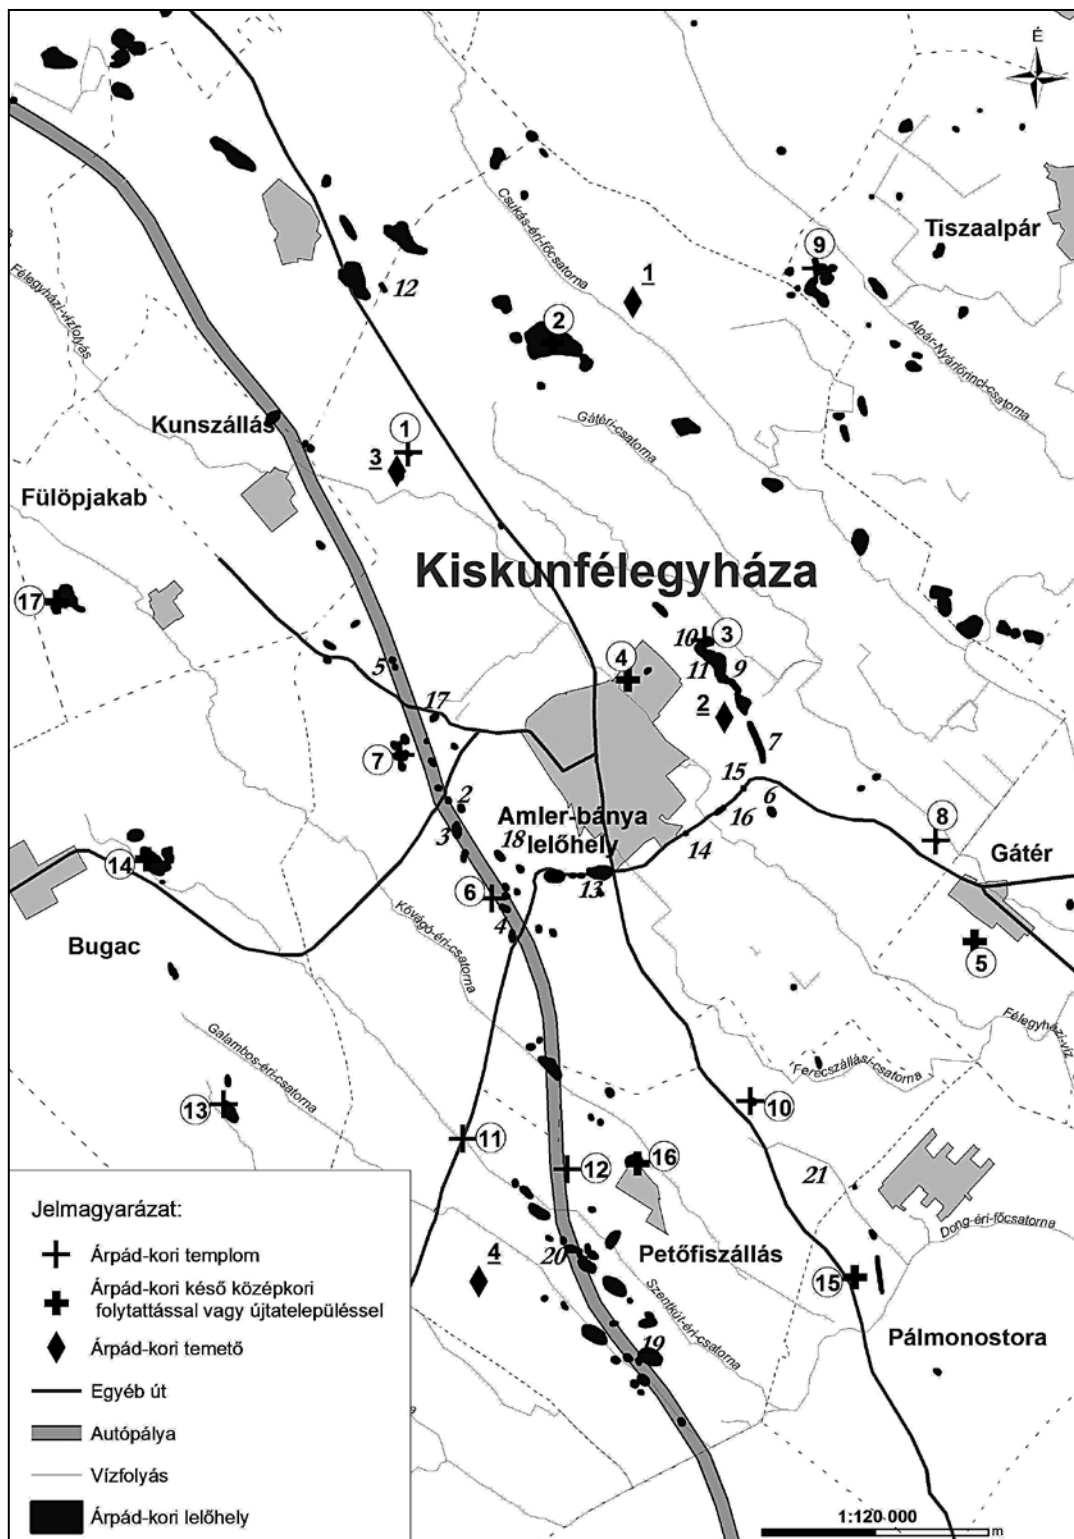 É
Csukás-éri-főcsatorna
Tiszaalpár
9
1
12
2
Félegyházi-vízfolyás
Alpár-Nyárlőrinci-csatorna
Gátéri-csatorna
Kunszállás
1
3
Fülöpjakab
Kiskunfélegyháza
17
10
3
4
11
9
5
2
17
7
7
15
6
2
16
8
Amler-bánya
lelőhely
3
18
14
Gátér
14
13
6
4
Bugac
Kővágó-éri-csatorna
5
Félegyházi-víz
Galambos-éri-csatorna
Ferecszállási-csatorna
13
10
11
16
12
21
Dong-éri-főcsatorna
4
20
Petőfiszállás
15
Szentkút-éri-csatorna
Pálmonostora
19
Jelmagyarázat:
Árpád-kori templom
Árpád-kori késő középkori
folytattással vagy újtatelepüléssel
Árpád-kori temető
Egyéb út
Autópálya
Vízfolyás
Árpád-kori lelőhely
1:120 000
m